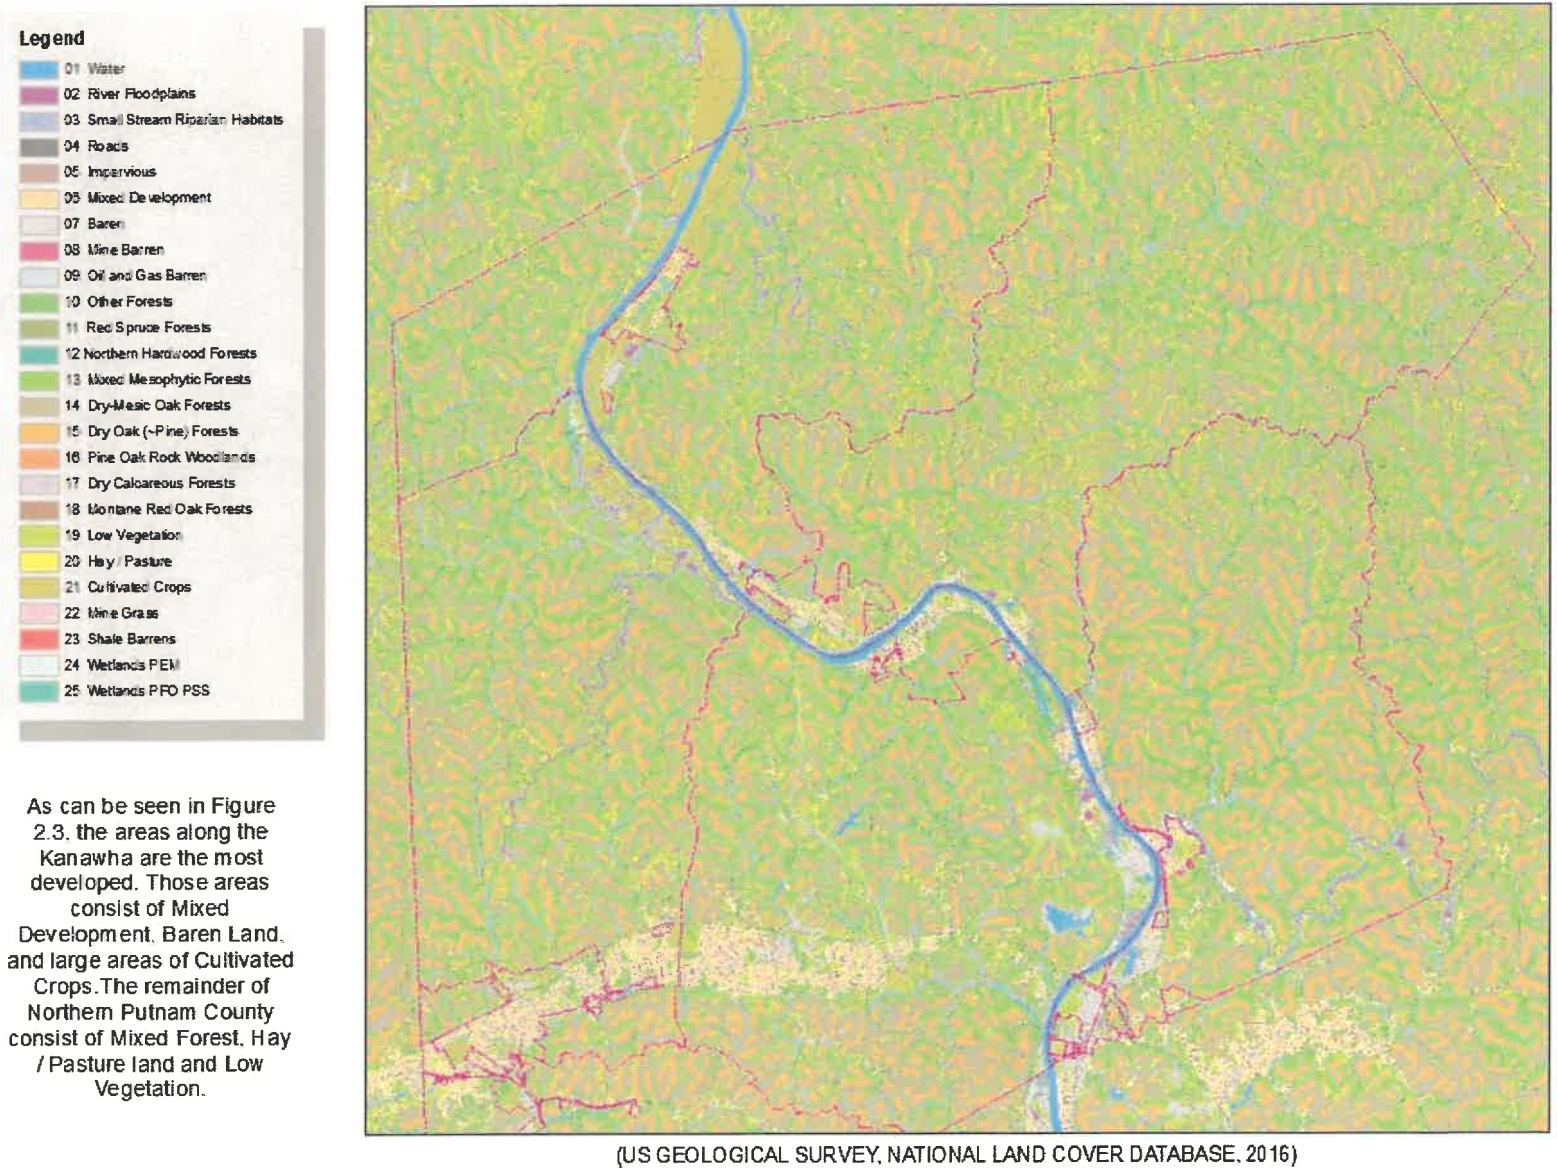 Legend
01 Water
02 River Floodplains
03 Small Stream Riparian Habitats
04 Roads
05 Impervious
05 Mixed Development
07 Baren
08 Mine Barren
09 Oil and Gas Barren
10 Other Forests
11 Red Spruce Forests
12 Northern Hardwood Forests
13 Mixed Mesophytic Forests
14 Dry-Mesic Oak Forests
15 Dry Oak (~Pine) Forests
16 Pine Oak Rock Woodlands
17 Dry Calcareous Forests
18 Montane Red Oak Forests
19 Low Vegetation
20 Hay / Pasture
21 Cultivated Crops
22 Mine Grass
23 Shale Barrens
24 Wetlands PEM
25 Wetlands PFO PSS
As can be seen in Figure
2.3, the areas along the
Kanawha are the most
developed. Those areas
consist of Mixed
Development, Baren Land,
and large areas of Cultivated
Crops.The remainder of
Northern Putnam County
consist of Mixed Forest, Hay
/ Pasture land and Low
Vegetation.
(US GEOLOGICAL SURVEY, NATIONAL LAND COVER DATABASE, 2016)